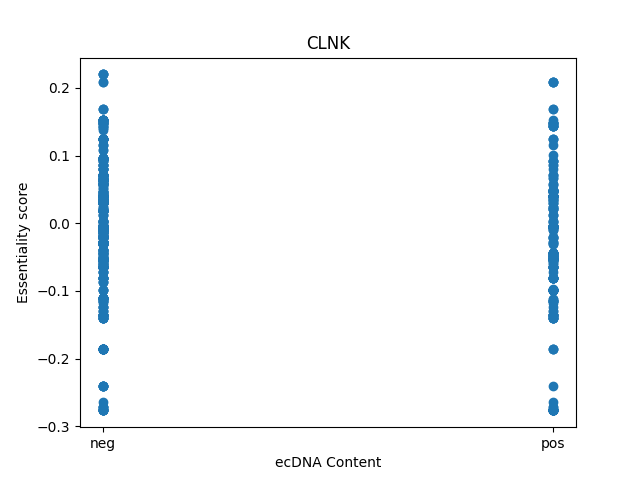 CLNK
0.2
0.1
0.0
−0.1
−0.2
−0.3
Essentiality score
neg
pos
ecDNA Content